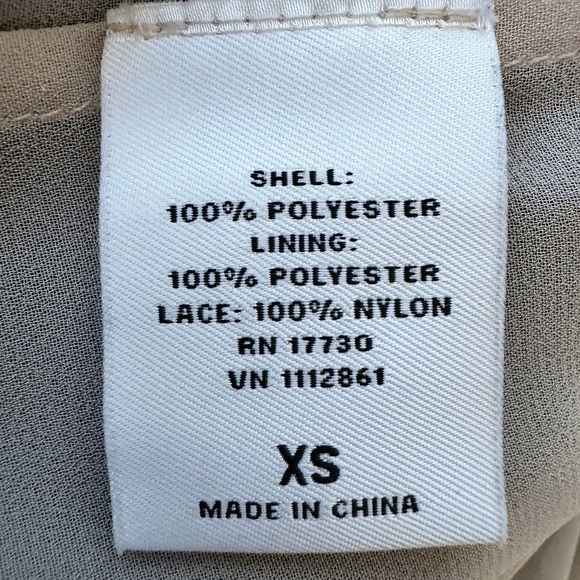 SHELL:
100% POLYESTER
LINING:
100% POLYESTER
LACE: 100% NYLON
RN 17730
VN 1112861
XS
MADE IN CHINA